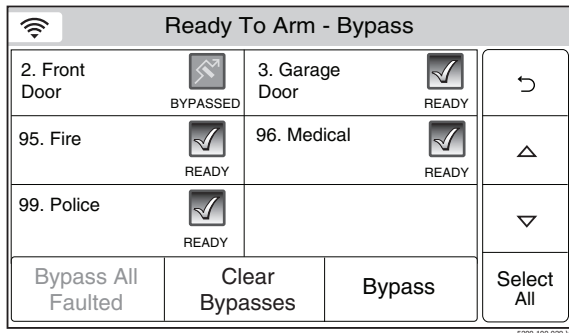 Ready To Arm - Bypass
2. Front
Door
BYPASSED
3. Garage
Door
READY
95. Fire
READY
96. Medical
READY
99. Police
READY
Bypass All
Faulted
Clear
Bypasses
Bypass
Select
All